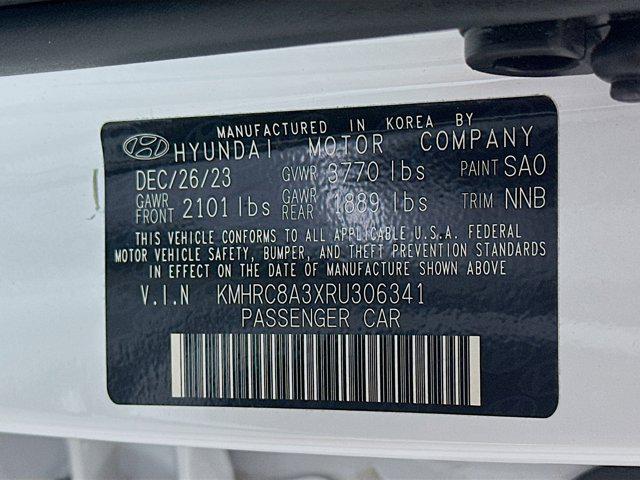 MANUFACTURED IN KOREA BY
HYUNDAI MOTOR COMPANY
DEC/26/23 GVWR 3770 lbs PAINT SAO
GAWR FRONT 2101 lbs GAWR REAR 1889 lbs TRIM NNB
THIS VEHICLE CONFORMS TO ALL APPLICABLE U.S.A. FEDERAL
MOTOR VEHICLE SAFETY, BUMPER, AND THEFT PREVENTION STANDARDS
IN EFFECT ON THE DATE OF MANUFACTURE SHOWN ABOVE
V.I.N KMHRC8A3XRU306341
PASSENGER CAR